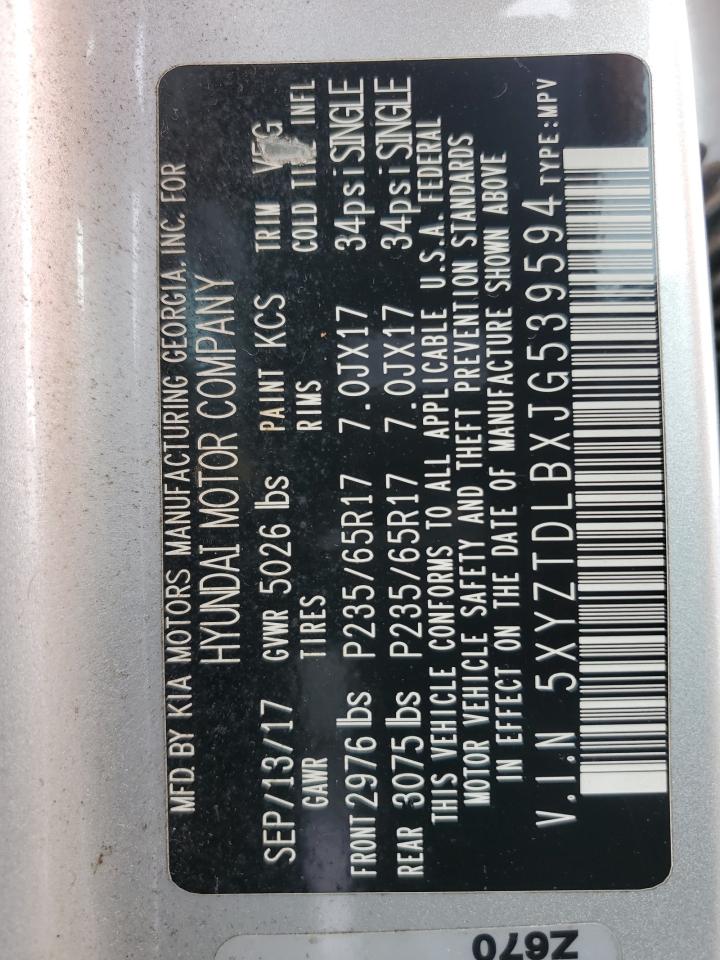 MFD. BY KIA MOTORS MANUFACTURING GEORGIA, INC. FOR
HYUNDAI MOTOR COMPANY
SEP/13/17 GVWR 5026 lbs PAINT KCS TRIM
GAWR TIRES RIMS COLD INFL
FRONT 2976 lbs P235/65R17 7.0JX17 34psi SINGLE
REAR 3075 lbs P235/65R17 7.0JX17 34psi SINGLE
THIS VEHICLE CONFORMS TO ALL APPLICABLE U.S.A. FEDERAL
MOTOR VEHICLE SAFETY AND THEFT PREVENTION STANDARDS
IN EFFECT ON THE DATE OF MANUFACTURE SHOWN ABOVE
V.I.N 5XYZTDLBXJG539594 TYPE:MPV
Z670